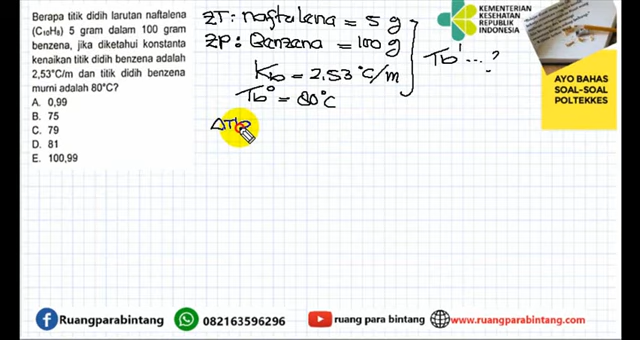 Berapa titik didih larutan naftalena
(C₁₀H₈) 5 gram dalam 100 gram
benzena, jika diketahui konstanta
kenaikan titik didih benzena adalah
2,53°C/m dan titik didih benzena
murni adalah 80°C?
A. 0,99
B. 75
C. 79
D. 81
E. 100,99
ZT : Naftalena = 5 g
ZP : Benzena = 100 g
Kb = 2.53°C/m
Tb° = 80°C
Tb' ... ?
ΔTb
KEMENTERIAN
KESEHATAN
REPUBLIK
INDONESIA
AYO BAHAS
SOAL-SOAL
POLTEKKES
Ruangparabintang
082163596296
ruang para bintang
www.ruangparabintang.com